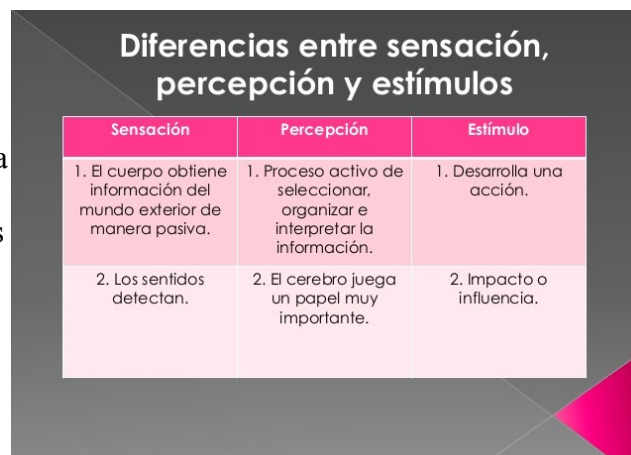 Diferencias entre sensación,
percepción y estímulos
a
s
Sensación
Percepción
Estímulo
1. El cuerpo obtiene
información del
mundo exterior de
manera pasiva.
1. Proceso activo de
seleccionar,
organizar e
interpretar la
información.
1. Desarrolla una
acción.
2. Los sentidos
detectan.
2. El cerebro juega
un papel muy
importante.
2. Impacto o
influencia.